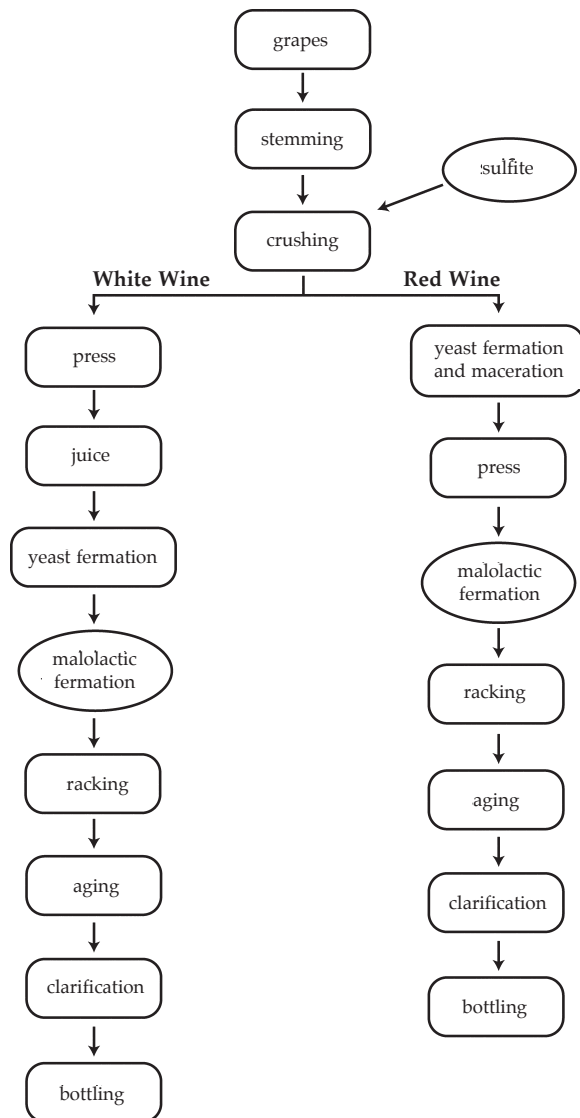 grapes
stemming
sulfite
crushing
White Wine
Red Wine
press
juice
yeast fermation
malolactic
fermation
racking
aging
clarification
bottling
yeast fermation
and maceration
press
malolactic
fermation
racking
aging
clarification
bottling